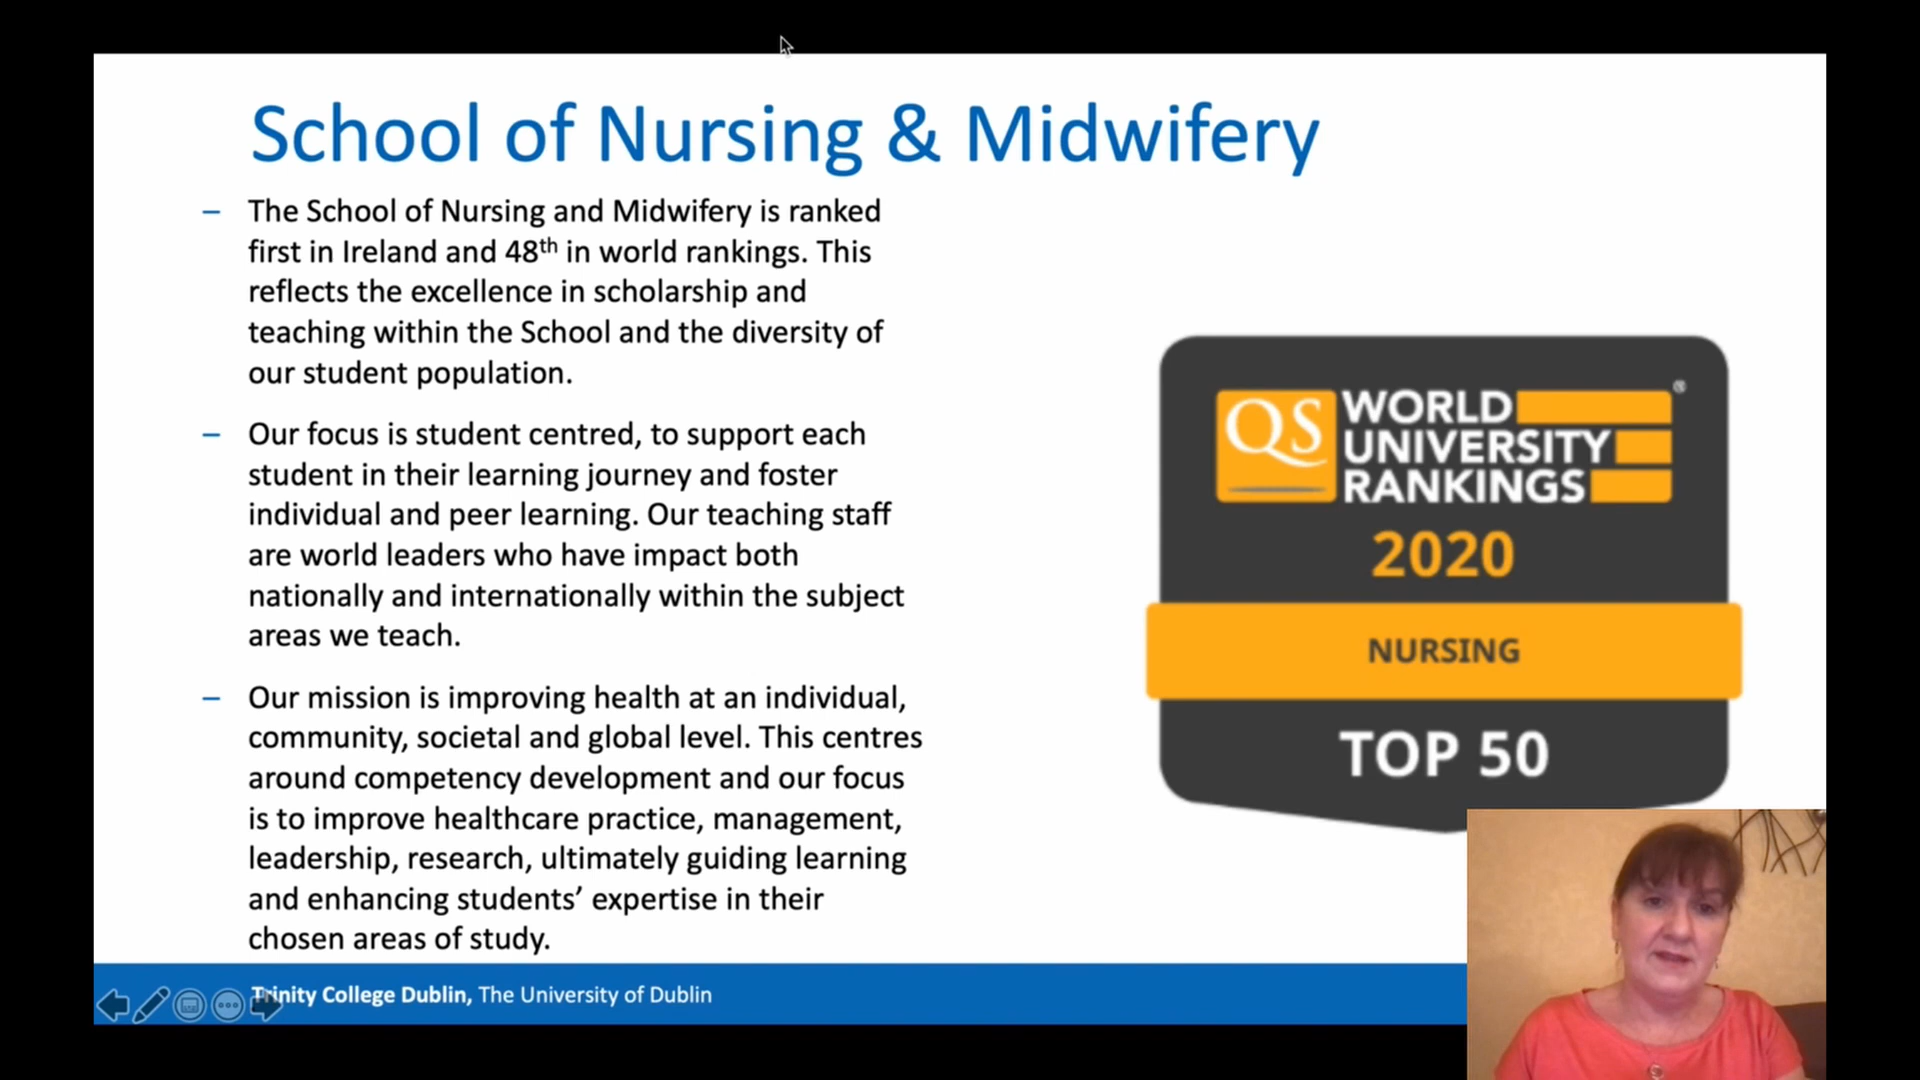 School of Nursing & Midwifery
– The School of Nursing and Midwifery is ranked
first in Ireland and 48th in world rankings. This
reflects the excellence in scholarship and
teaching within the School and the diversity of
our student population.
– Our focus is student centred, to support each
student in their learning journey and foster
individual and peer learning. Our teaching staff
are world leaders who have impact both
nationally and internationally within the subject
areas we teach.
– Our mission is improving health at an individual,
community, societal and global level. This centres
around competency development and our focus
is to improve healthcare practice, management,
leadership, research, ultimately guiding learning
and enhancing students’ expertise in their
chosen areas of study.
QS
WORLD
UNIVERSITY
RANKINGS
®
2020
NURSING
TOP 50
Trinity College Dublin, The University of Dublin